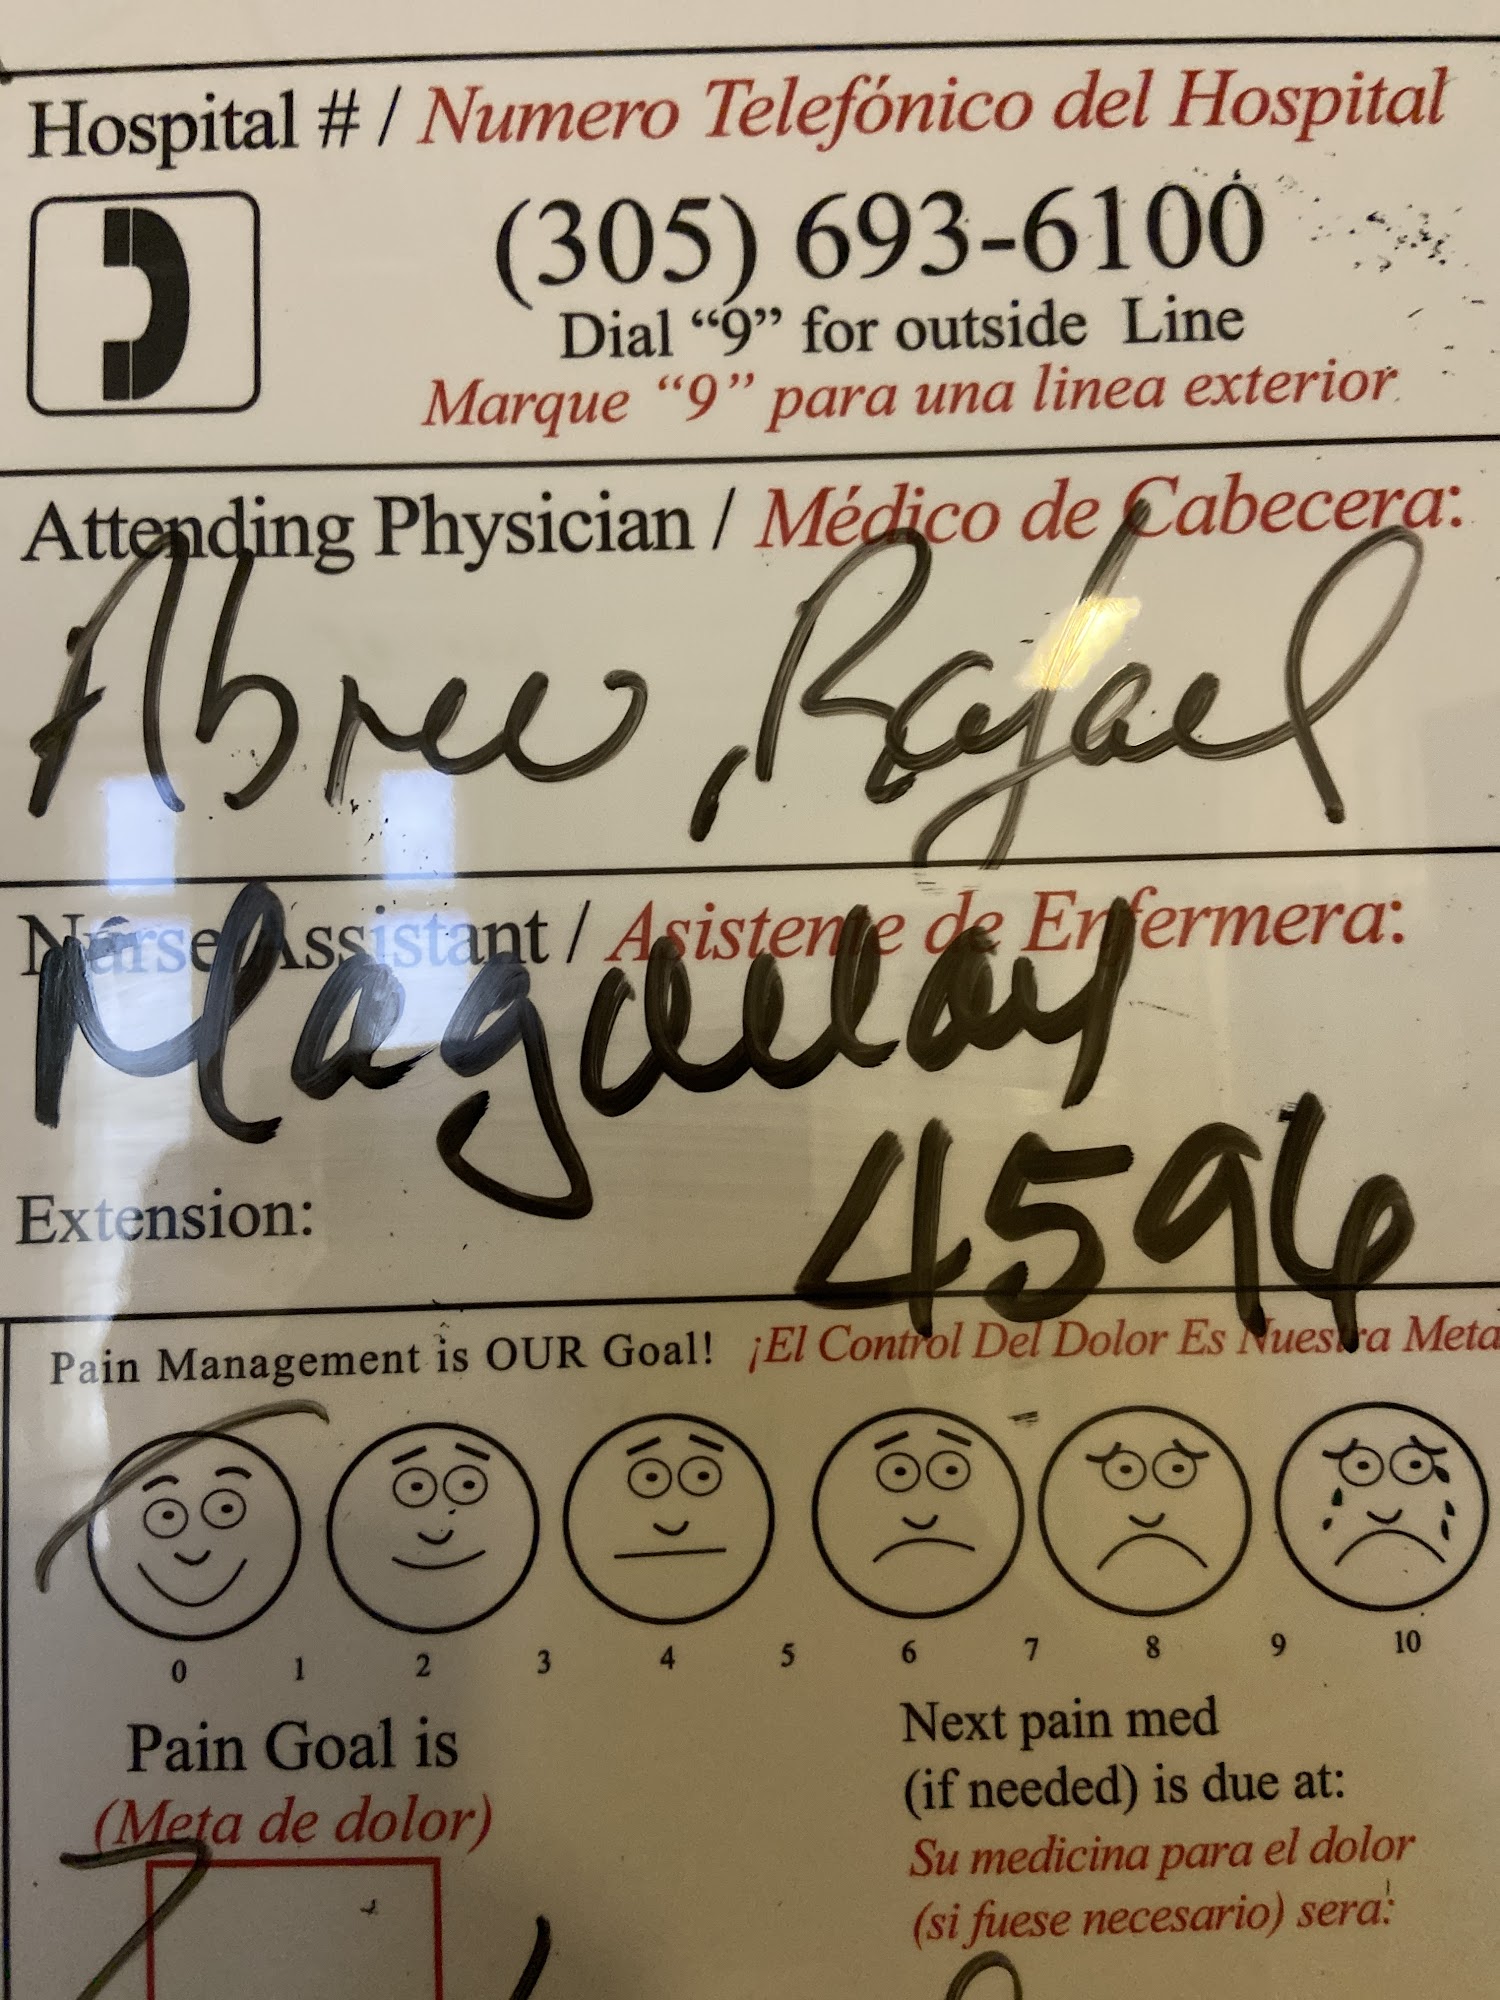 Hospital # / Numero Telefónico del Hospital
(305) 693-6100
Dial “9” for outside Line
Marque “9” para una linea exterior
Attending Physician / Médico de Cabecera:
Abreu, Rafael
Nurse Assistant / Asistente de Enfermera:
Extension: 4596
Pain Management is OUR Goal! ¡El Control Del Dolor Es Nuestra Meta
0 1 2 3 4 5 6 7 8 9 10
Pain Goal is
(Meta de dolor)
Next pain med
(if needed) is due at:
Su medicina para el dolor
(si fuese necesario) sera: